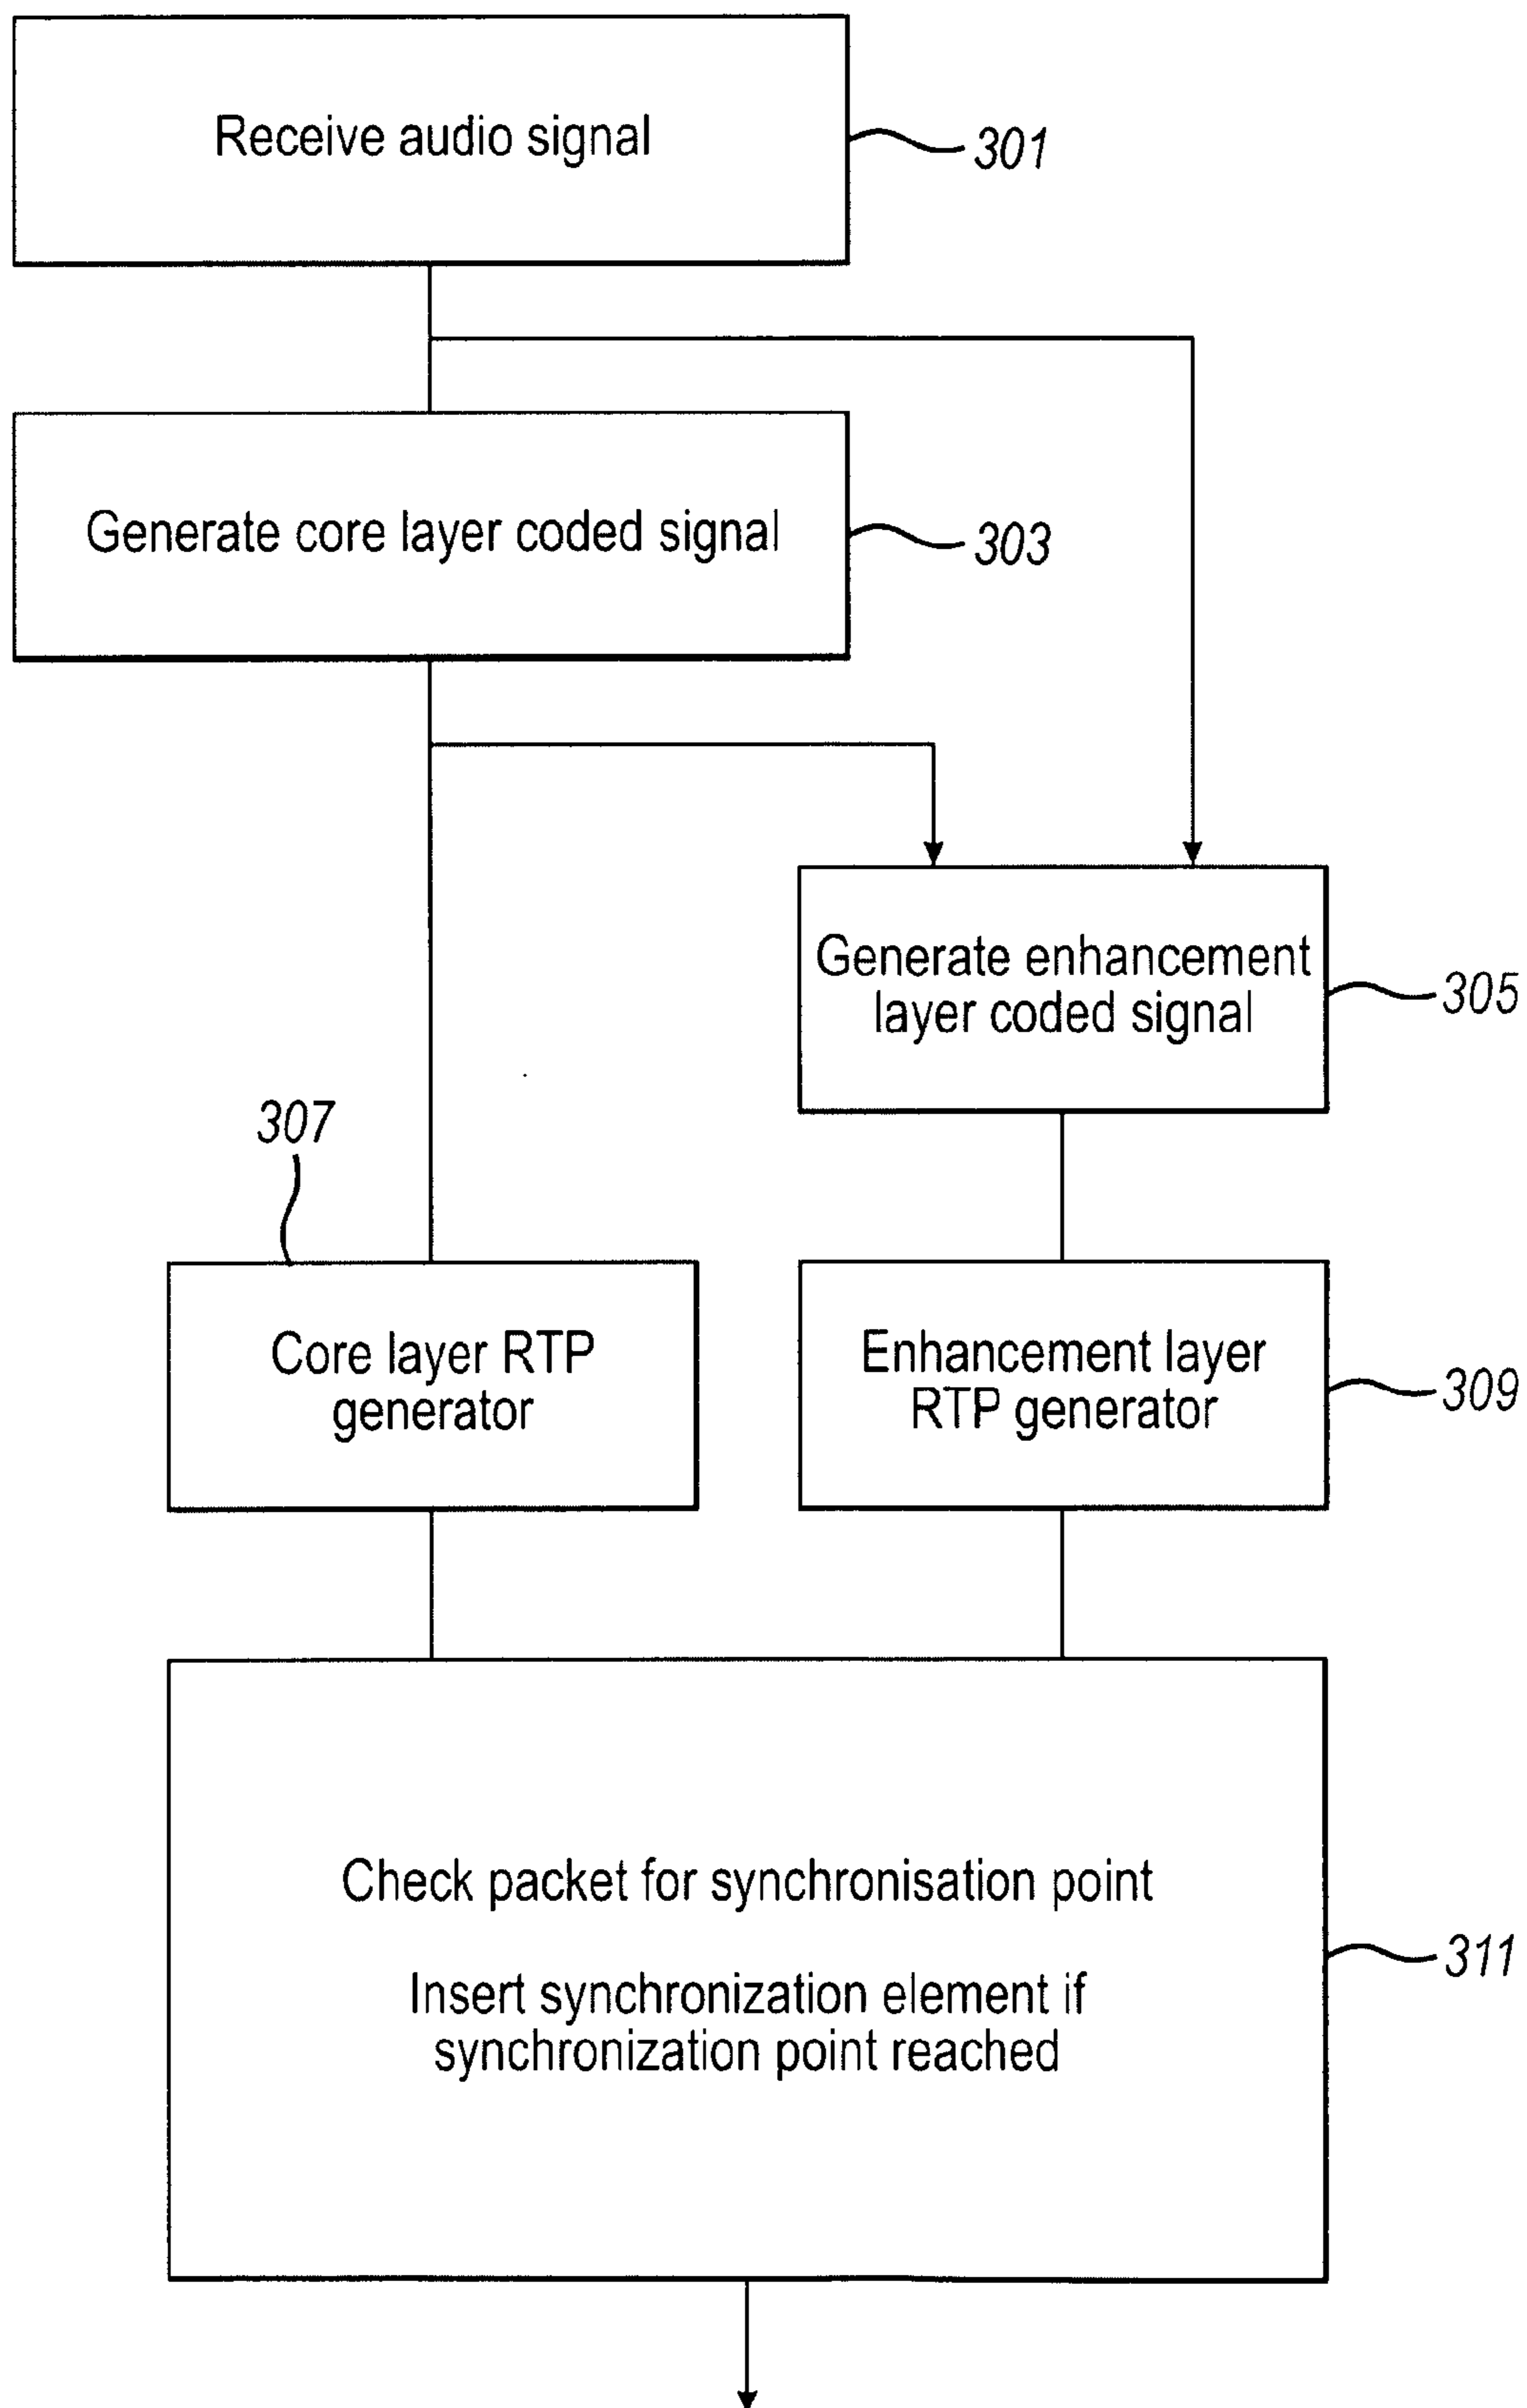 Receive audio signal
301
Generate core layer coded signal
303
Generate enhancement
layer coded signal
305
307
Core layer RTP
generator
Enhancement layer
RTP generator
309
Check packet for synchronisation point
Insert synchronization element if
synchronization point reached
311